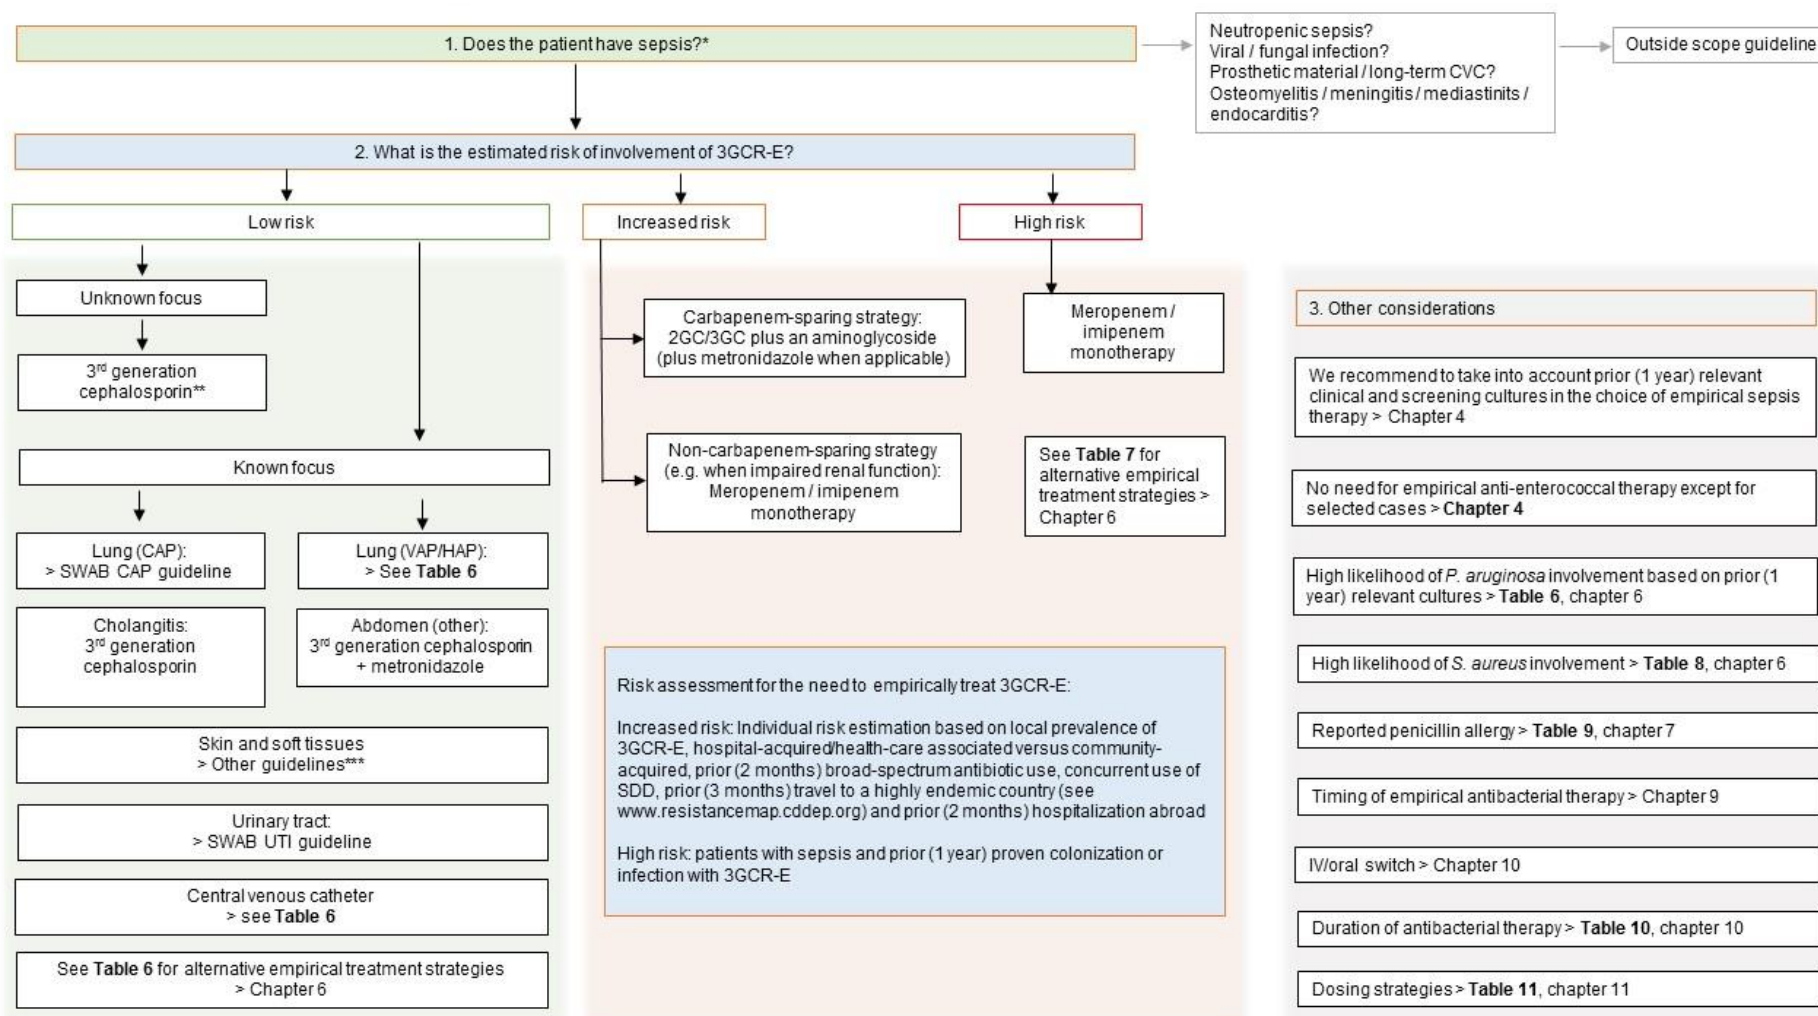 1. Does the patient have sepsis?*
Neutropenic sepsis?
Viral / fungal infection?
Prosthetic material / long-term CVC?
Osteomyelitis / meningitis / mediastinits /
endocarditis?
Outside scope guideline
2. What is the estimated risk of involvement of 3GCR-E?
Low risk
Increased risk
High risk
Unknown focus
3rd generation
cephalosporin**
Known focus
Lung (CAP):
> SWAB CAP guideline
Lung (VAP/HAP):
> See Table 6
Cholangitis:
3rd generation
cephalosporin
Abdomen (other):
3rd generation cephalosporin
+ metronidazole
Skin and soft tissues
> Other guidelines***
Urinary tract:
> SWAB UTI guideline
Central venous catheter
> see Table 6
See Table 6 for alternative empirical treatment strategies
> Chapter 6
Carbapenem-sparing strategy:
2GC/3GC plus an aminoglycoside
(plus metronidazole when applicable)
Non-carbapenem-sparing strategy
(e.g. when impaired renal function):
Meropenem / imipenem
monotherapy
Meropenem /
imipenem
monotherapy
See Table 7 for
alternative empirical
treatment strategies >
Chapter 6
Risk assessment for the need to empirically treat 3GCR-E:
Increased risk: Individual risk estimation based on local prevalence of
3GCR-E, hospital-acquired/health-care associated versus community-
acquired, prior (2 months) broad-spectrum antibiotic use, concurrent use of
SDD, prior (3 months) travel to a highly endemic country (see
www.resistancemap.cddep.org) and prior (2 months) hospitalization abroad
High risk: patients with sepsis and prior (1 year) proven colonization or
infection with 3GCR-E
3. Other considerations
We recommend to take into account prior (1 year) relevant
clinical and screening cultures in the choice of empirical sepsis
therapy > Chapter 4
No need for empirical anti-enterococcal therapy except for
selected cases > Chapter 4
High likelihood of P. aruginosa involvement based on prior (1
year) relevant cultures > Table 6, chapter 6
High likelihood of S. aureus involvement > Table 8, chapter 6
Reported penicillin allergy > Table 9, chapter 7
Timing of empirical antibacterial therapy > Chapter 9
IV/oral switch > Chapter 10
Duration of antibacterial therapy > Table 10, chapter 10
Dosing strategies > Table 11, chapter 11